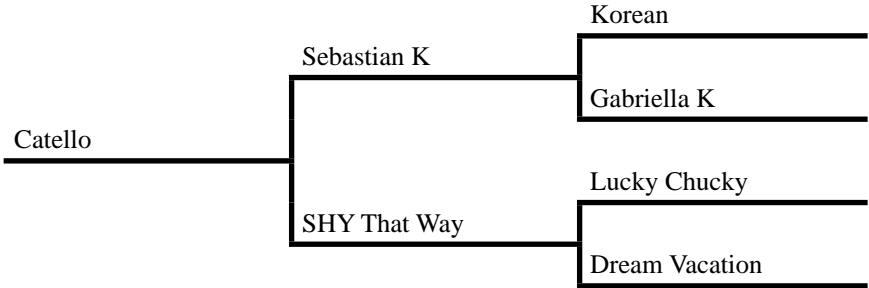 Korean
Sebastian K
Gabriella K
Catello
Lucky Chucky
SHY That Way
Dream Vacation